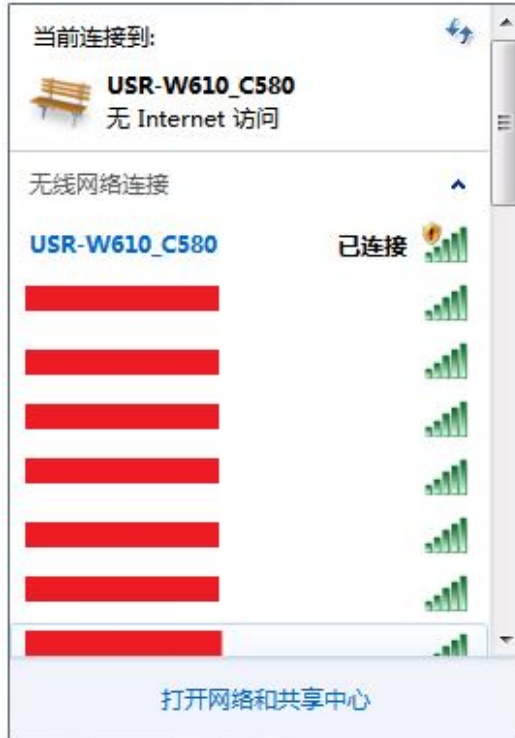 当前连接到:
USR-W610_C580
无 Internet 访问
无线网络连接
USR-W610_C580 已连接
打开网络和共享中心